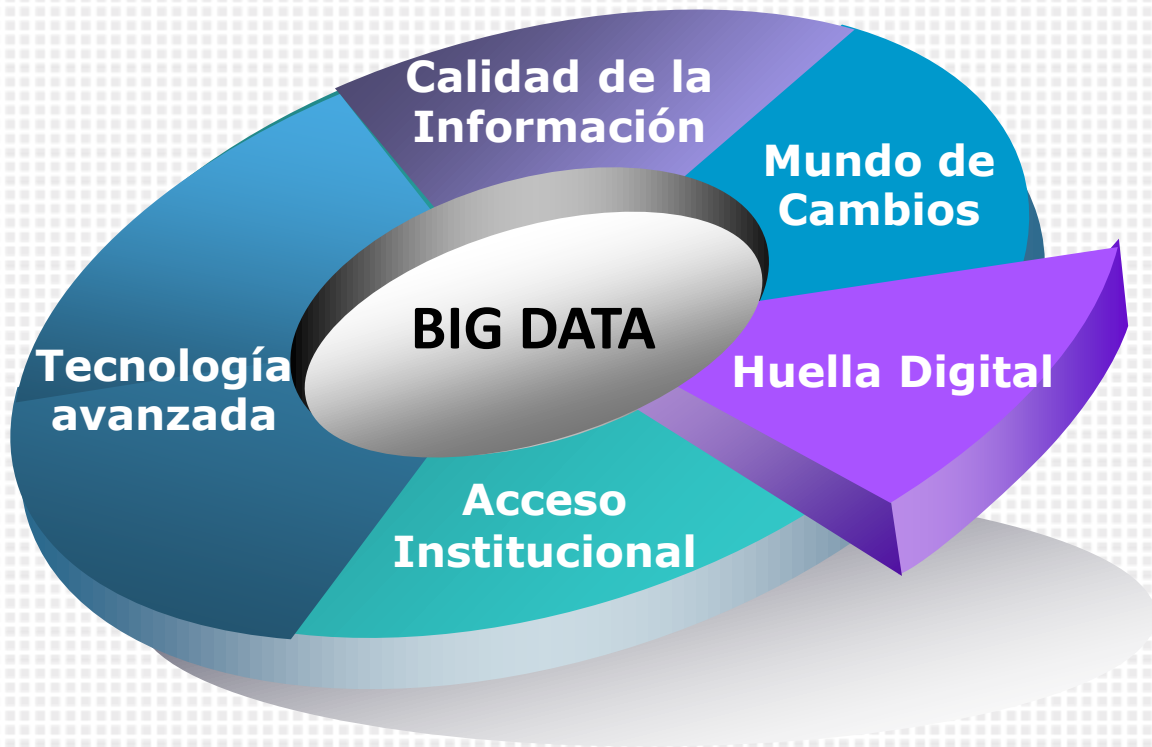 Calidad de la
Información
Mundo de
Cambios
BIG DATA
Tecnología
avanzada
Huella Digital
Acceso
Institucional